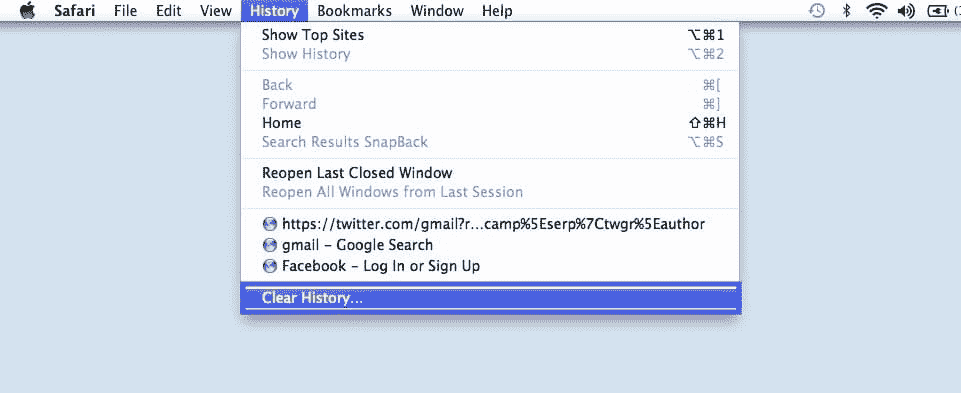 Safari File Edit View History Bookmarks Window Help
Show Top Sites ⌥⌘1
Show History ⌥⌘2
Back ⌘[
Forward ⌘]
Home ⇧⌘H
Search Results SnapBack ⌥⌘S
Reopen Last Closed Window
Reopen All Windows from Last Session
https://twitter.com/gmail?r...camp%5Eserp%7Ctwgr%5Eauthor
gmail – Google Search
Facebook – Log In or Sign Up
Clear History...